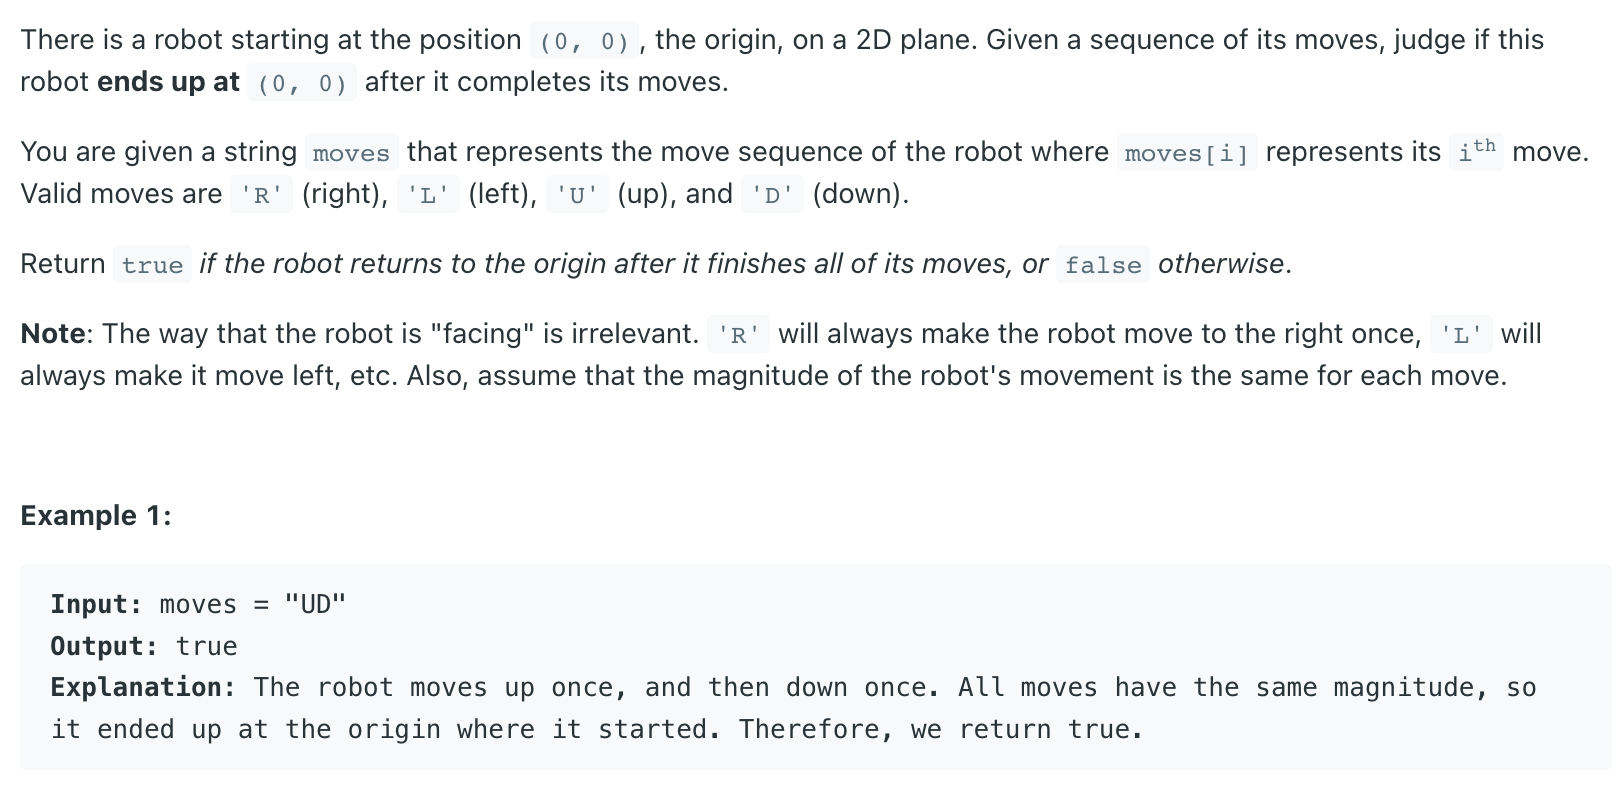 There is a robot starting at the position (0, 0), the origin, on a 2D plane. Given a sequence of its moves, judge if this
robot ends up at (0, 0) after it completes its moves.
You are given a string moves that represents the move sequence of the robot where moves[i] represents its ith move.
Valid moves are 'R' (right), 'L' (left), 'U' (up), and 'D' (down).
Return true if the robot returns to the origin after it finishes all of its moves, or false otherwise.
Note: The way that the robot is "facing" is irrelevant. 'R' will always make the robot move to the right once, 'L' will
always make it move left, etc. Also, assume that the magnitude of the robot's movement is the same for each move.
Example 1:
Input: moves = "UD"
Output: true
Explanation: The robot moves up once, and then down once. All moves have the same magnitude, so
it ended up at the origin where it started. Therefore, we return true.